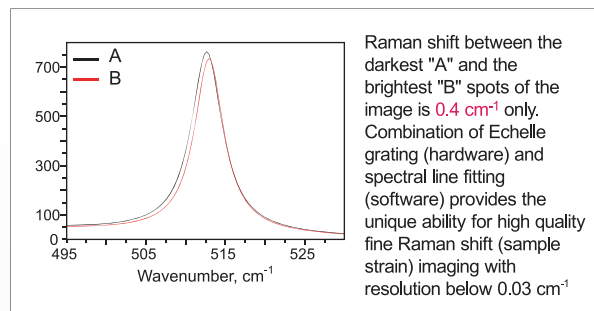 A
B
700
500
300
100
0
495
505
515
525
Wavenumber, cm-1
Raman shift between the
darkest "A" and the
brightest "B" spots of the
image is 0.4 cm-1 only.
Combination of Echelle
grating (hardware) and
spectral line fitting
(software) provides the
unique ability for high quality
fine Raman shift (sample
strain) imaging with
resolution below 0.03 cm-1